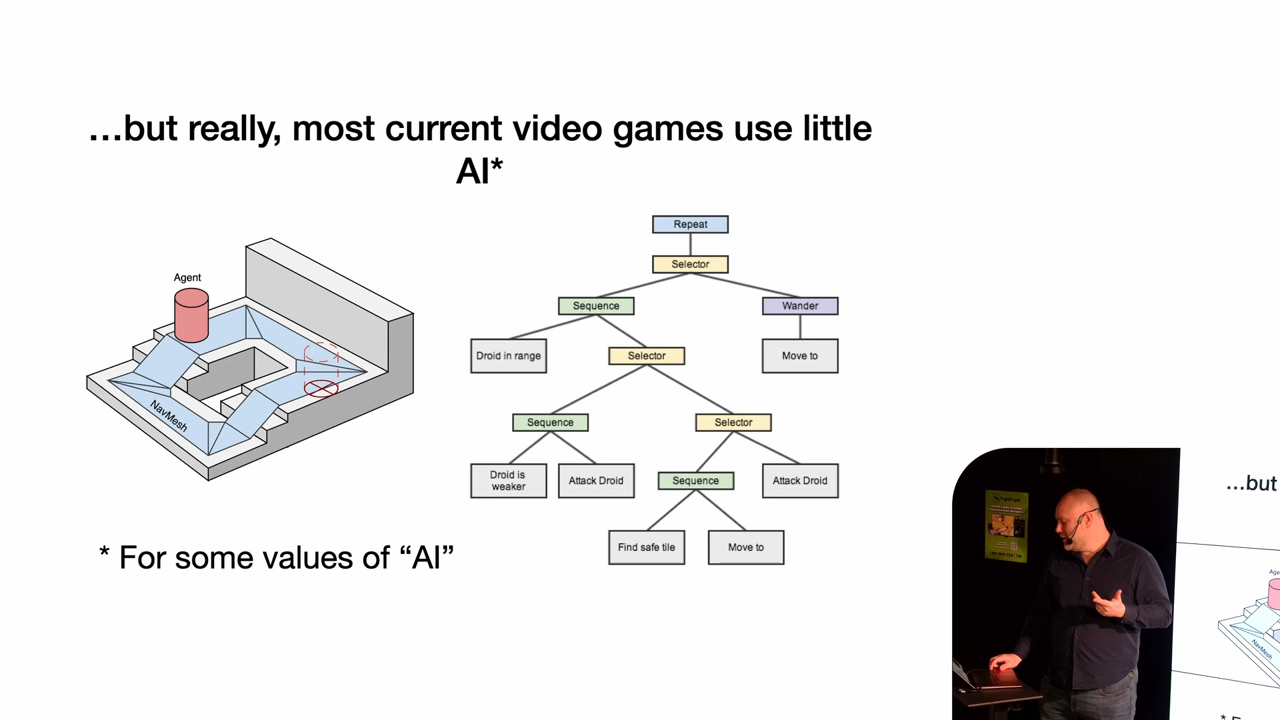 ...but really, most current video games use little
AI*
Agent
NavMesh
Repeat
Selector
Sequence
Wander
Droid in range
Selector
Move to
Sequence
Selector
Droid is
weaker
Attack Droid
Sequence
Attack Droid
Find safe tile
Move to
* For some values of “AI”
...but
NavMesh